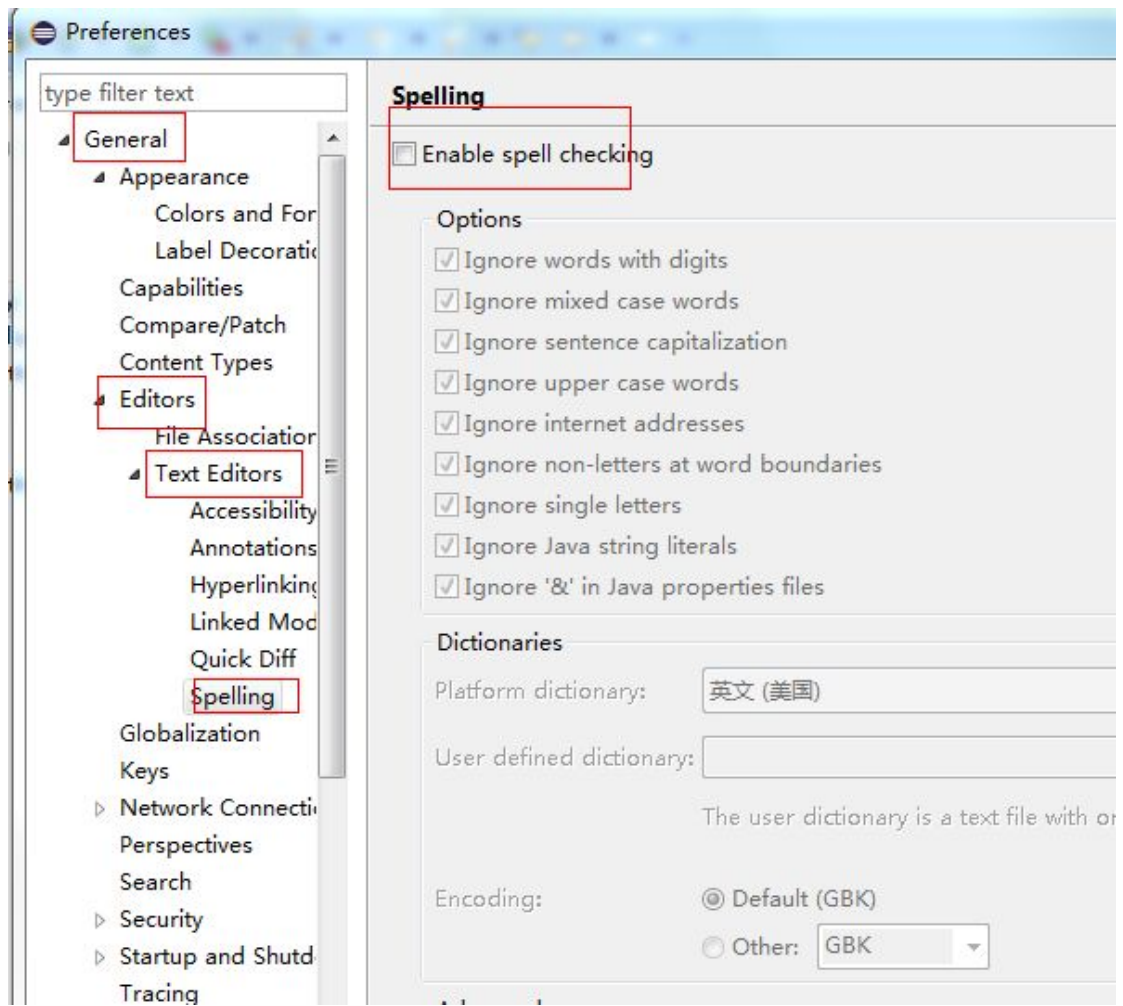 Preferences
type filter text
General
Appearance
Colors and For
Label Decoratio
Capabilities
Compare/Patch
Content Types
Editors
File Association
Text Editors
Accessibility
Annotations
Hyperlinking
Linked Mod
Quick Diff
Spelling
Globalization
Keys
Network Connecti
Perspectives
Search
Security
Startup and Shutd
Tracing
Spelling
Enable spell checking
Options
Ignore words with digits
Ignore mixed case words
Ignore sentence capitalization
Ignore upper case words
Ignore internet addresses
Ignore non-letters at word boundaries
Ignore single letters
Ignore Java string literals
Ignore '&' in Java properties files
Dictionaries
Platform dictionary: 英文 (美国)
User defined dictionary:
The user dictionary is a text file with or
Encoding: Default (GBK)
Other: GBK